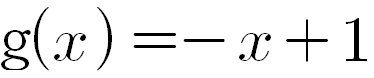 g(x) = − x + 1